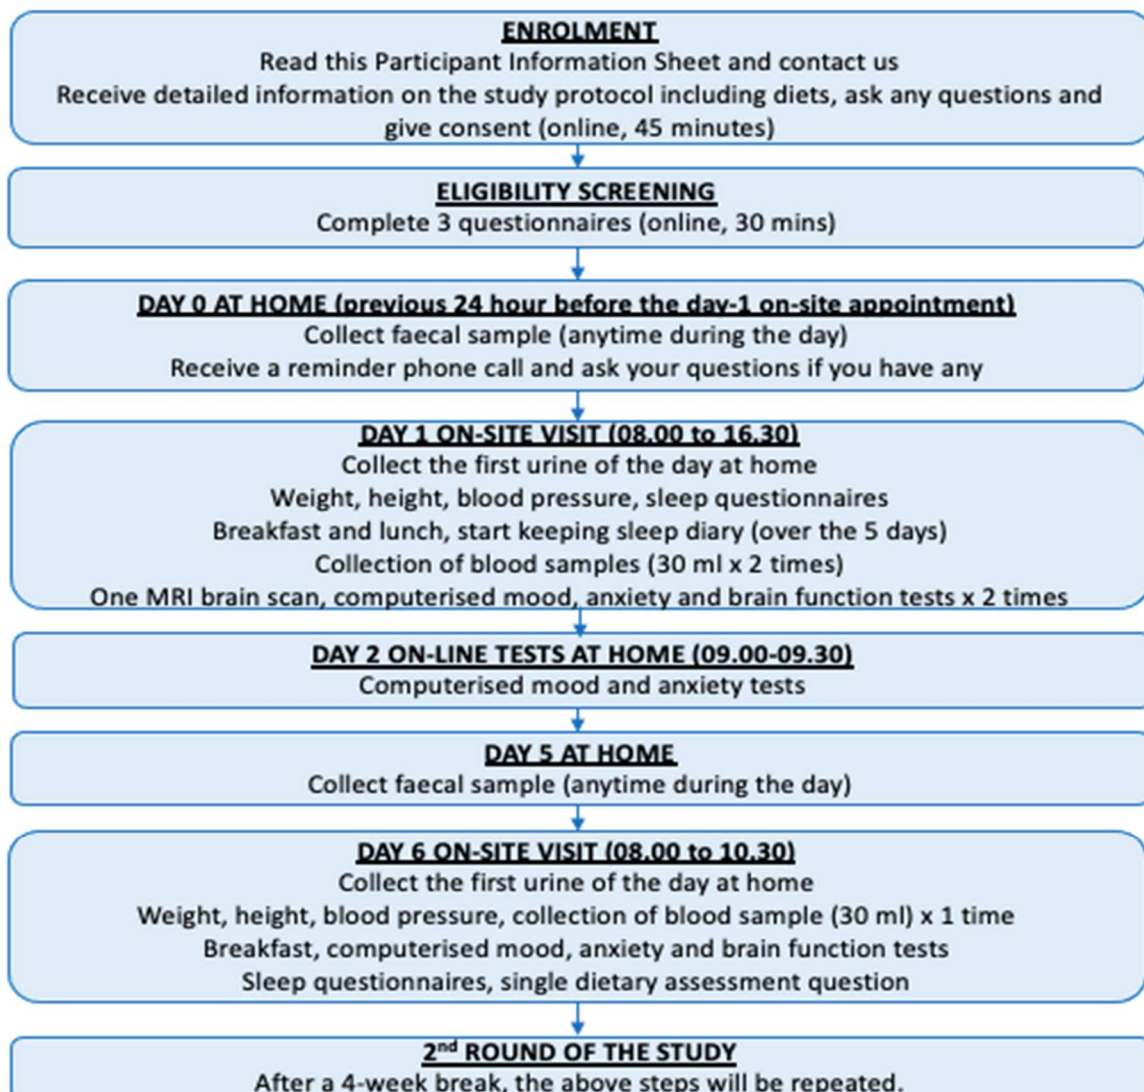 ENROLMENT
Read this Participant Information Sheet and contact us
Receive detailed information on the study protocol including diets, ask any questions and
give consent (online, 45 minutes)
ELIGIBILITY SCREENING
Complete 3 questionnaires (online, 30 mins)
DAY 0 AT HOME (previous 24 hour before the day-1 on-site appointment)
Collect faecal sample (anytime during the day)
Receive a reminder phone call and ask your questions if you have any
DAY 1 ON-SITE VISIT (08.00 to 16.30)
Collect the first urine of the day at home
Weight, height, blood pressure, sleep questionnaires
Breakfast and lunch, start keeping sleep diary (over the 5 days)
Collection of blood samples (30 ml x 2 times)
One MRI brain scan, computerised mood, anxiety and brain function tests x 2 times
DAY 2 ON-LINE TESTS AT HOME (09.00-09.30)
Computerised mood and anxiety tests
DAY 5 AT HOME
Collect faecal sample (anytime during the day)
DAY 6 ON-SITE VISIT (08.00 to 10.30)
Collect the first urine of the day at home
Weight, height, blood pressure, collection of blood sample (30 ml) x 1 time
Breakfast, computerised mood, anxiety and brain function tests
Sleep questionnaires, single dietary assessment question
2nd ROUND OF THE STUDY
After a 4-week break, the above steps will be repeated.